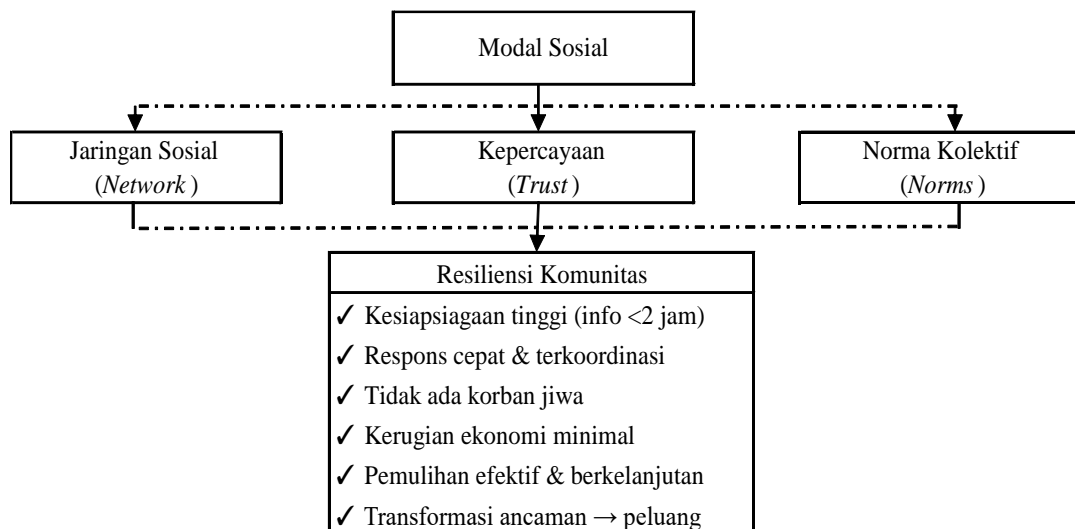 Modal Sosial
Jaringan Sosial
(Network)
Kepercayaan
(Trust)
Norma Kolektif
(Norms)
Resiliensi Komunitas
✓ Kesiapsiagaan tinggi (info <2 jam)
✓ Respons cepat & terkoordinasi
✓ Tidak ada korban jiwa
✓ Kerugian ekonomi minimal
✓ Pemulihan efektif & berkelanjutan
✓ Transformasi ancaman → peluang